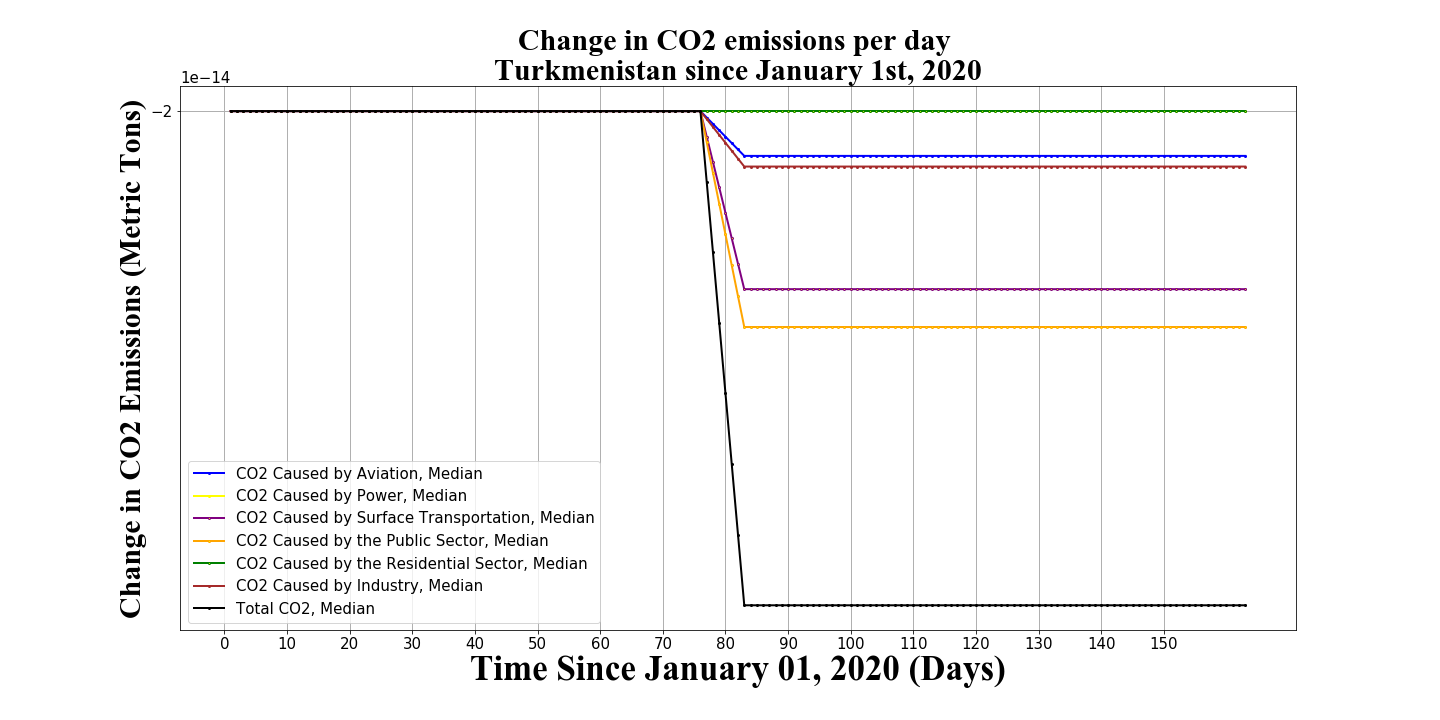 Change in CO2 emissions per day
Turkmenistan since January 1st, 2020
1e−14
−2
Change in CO2 Emissions (Metric Tons)
CO2 Caused by Aviation, Median
CO2 Caused by Power, Median
CO2 Caused by Surface Transportation, Median
CO2 Caused by the Public Sector, Median
CO2 Caused by the Residential Sector, Median
CO2 Caused by Industry, Median
Total CO2, Median
0 10 20 30 40 50 60 70 80 90 100 110 120 130 140 150
Time Since January 01, 2020 (Days)